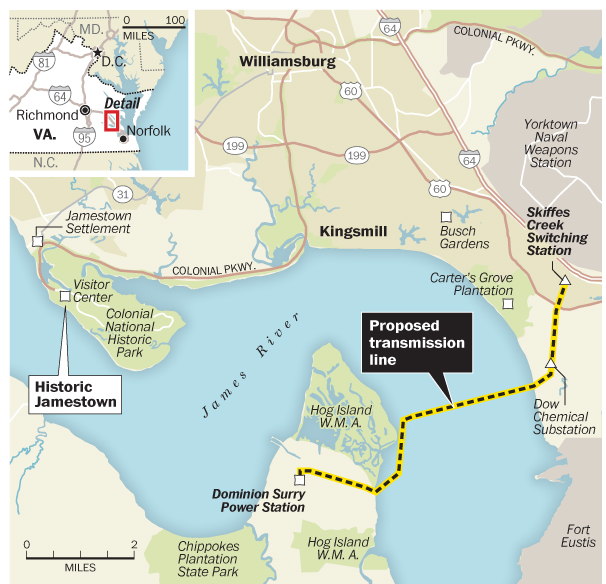 0 100
MILES
MD.
D.C.
81
64
Detail
Richmond
VA.
95
Norfolk
N.C.
64
COLONIAL PKWY.
Williamsburg
60
199
199
64
Yorktown
Naval
Weapons
Station
31
60
Jamestown
Settlement
Kingsmill
Busch
Gardens
Skiffes
Creek
Switching
Station
COLONIAL PKWY.
Carter's Grove
Plantation
Visitor
Center
Colonial
National
Historic
Park
James River
Proposed
transmission
line
Historic
Jamestown
Hog Island
W.M.A.
Dow
Chemical
Substation
Dominion Surry
Power Station
Fort
Eustis
0 2
MILES
Chippokes
Plantation
State Park
Hog Island
W.M.A.